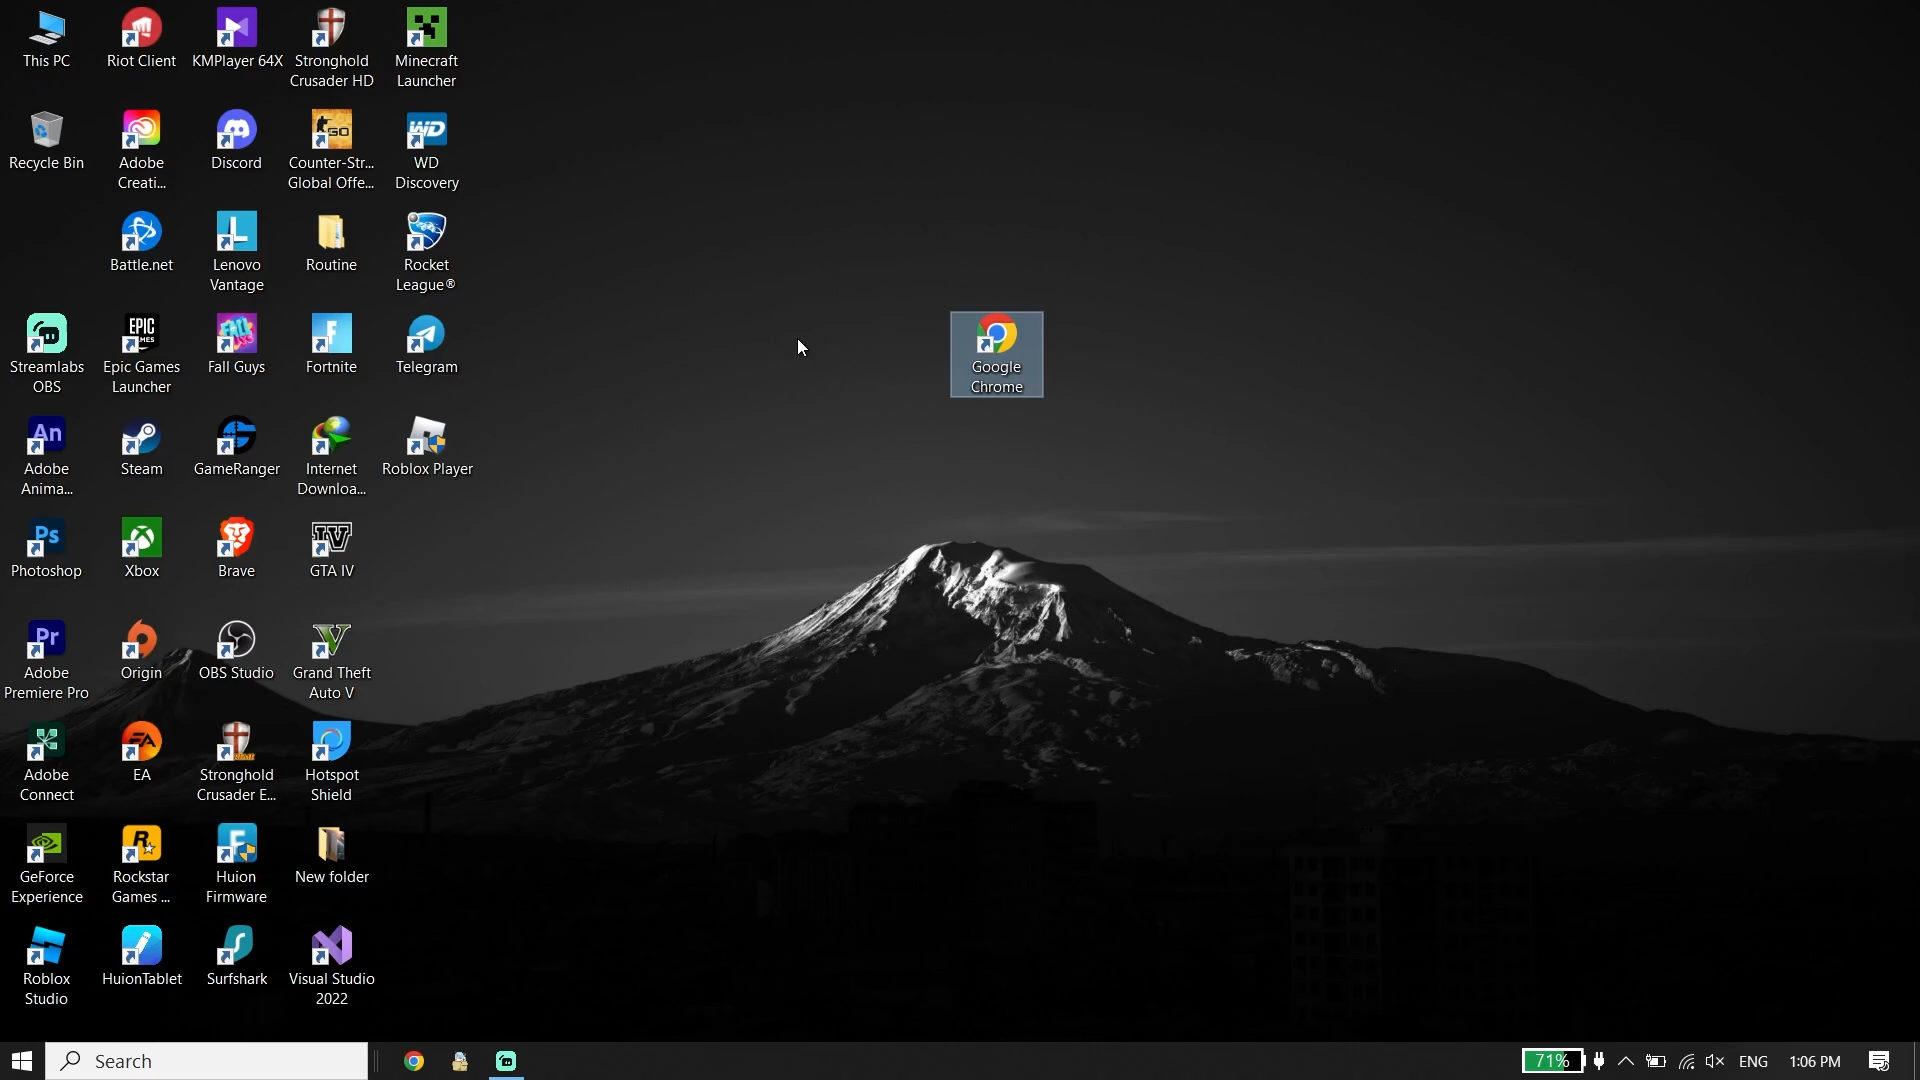 This PC
Riot Client
KMPlayer 64X
Stronghold
Crusader HD
Minecraft
Launcher
Recycle Bin
Adobe
Creati...
Discord
Counter-Str...
Global Offe...
WD
Discovery
Battle.net
Lenovo
Vantage
Routine
Rocket
League®
Streamlabs
OBS
Epic Games
Launcher
Fall Guys
Fortnite
Telegram
Google
Chrome
Adobe
Anima...
Steam
GameRanger
Internet
Downloa...
Roblox Player
Photoshop
Xbox
Brave
GTA IV
Adobe
Premiere Pro
Origin
OBS Studio
Grand Theft
Auto V
Adobe
Connect
EA
Stronghold
Crusader E...
Hotspot
Shield
GeForce
Experience
Rockstar
Games ...
Huion
Firmware
New folder
Roblox
Studio
HuionTablet
Surfshark
Visual Studio
2022
Search
71%
ENG
1:06 PM